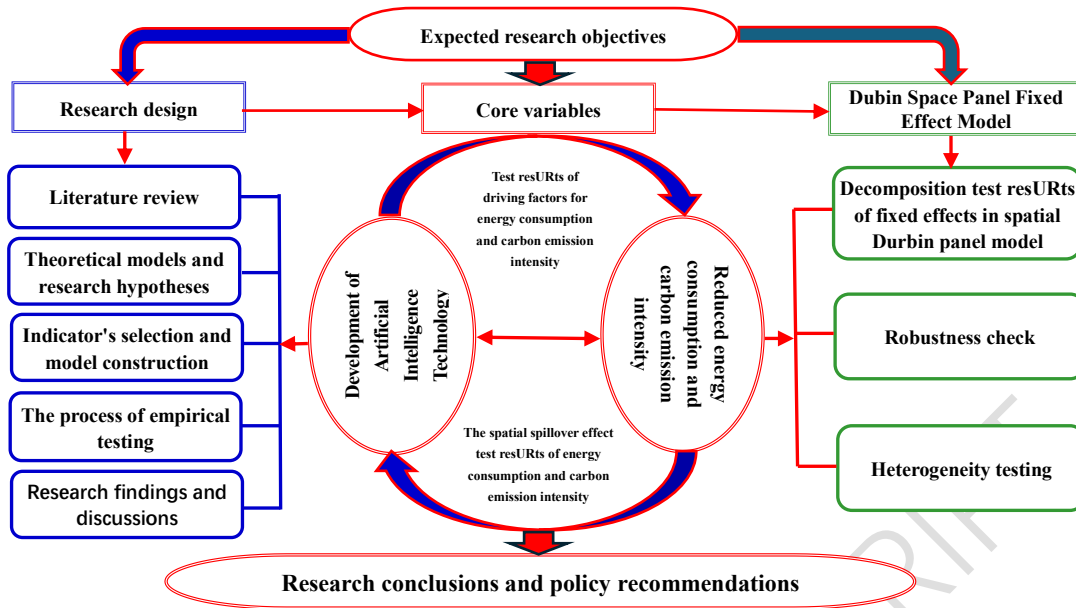 Expected research objectives
Research design
Core variables
Dubin Space Panel Fixed
Effect Model
Literature review
Theoretical models and
research hypotheses
Indicator's selection and
model construction
The process of empirical
testing
Research findings and
discussions
Test resURts of
driving factors for
energy consumption
and carbon emission
intensity
Development of
Artificial
Intelligence
Technology
Reduced energy
consumption and
carbon emission
intensity
The spatial spillover effect
test resURts of energy
consumption and carbon
emission intensity
Decomposition test resURts
of fixed effects in spatial
Durbin panel model
Robustness check
Heterogeneity testing
Research conclusions and policy recommendations